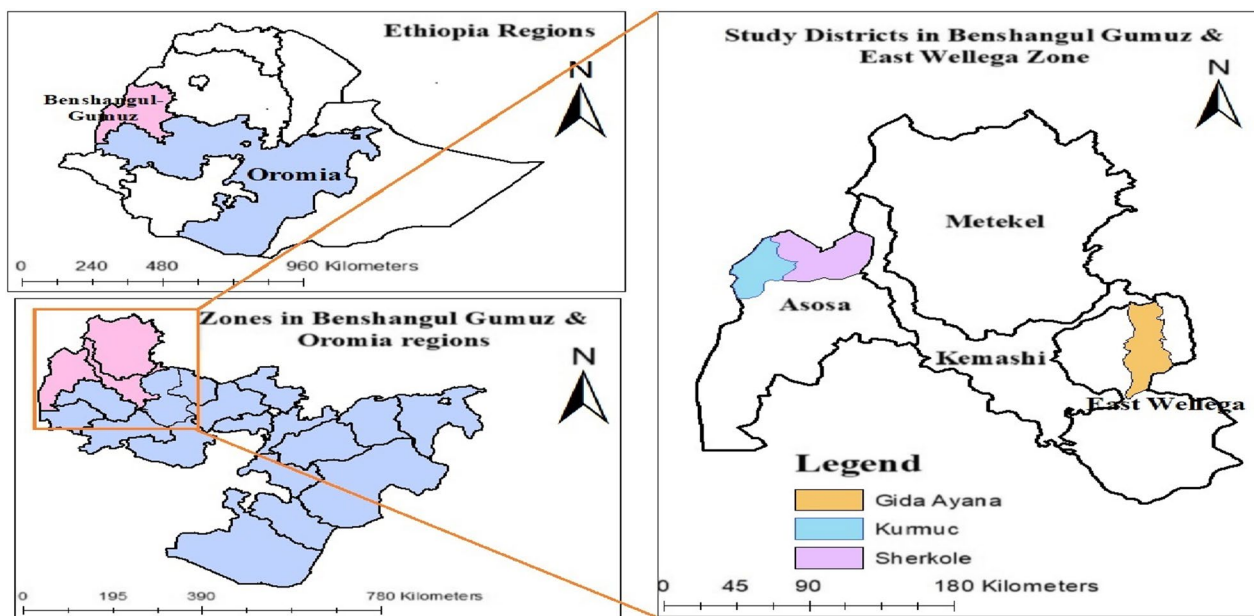 Ethiopia Regions
N
Benshangul-
Gumuz
Oromia
0 240 480 960 Kilometers
Zones in Benshangul Gumuz &
Oromia regions
N
0 195 390 780 Kilometers
Study Districts in Benshangul Gumuz &
East Wellega Zone
N
Metekel
Asosa
Kemashi
East Wellega
Legend
Gida Ayana
Kurmuc
Sherkole
0 45 90 180 Kilometers